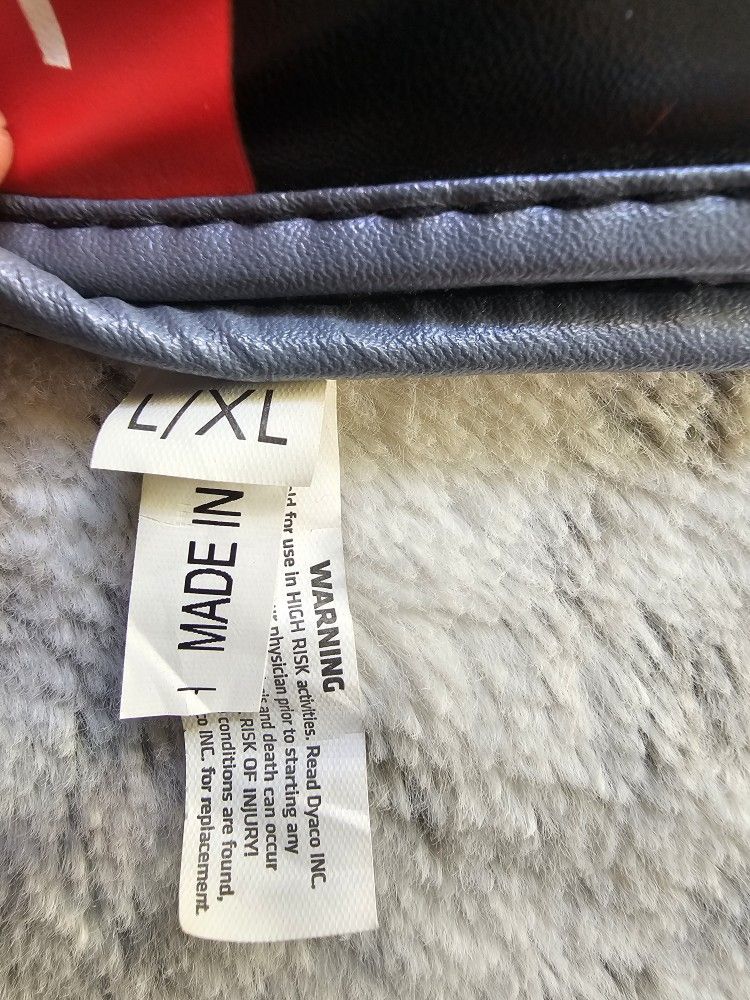 L/XL
MADE IN
WARNING
for use in HIGH RISK activities. Read Dyaco INC.
physician prior to starting any
and death can occur
RISK OF INJURY!
conditions are found,
INC. for replacement